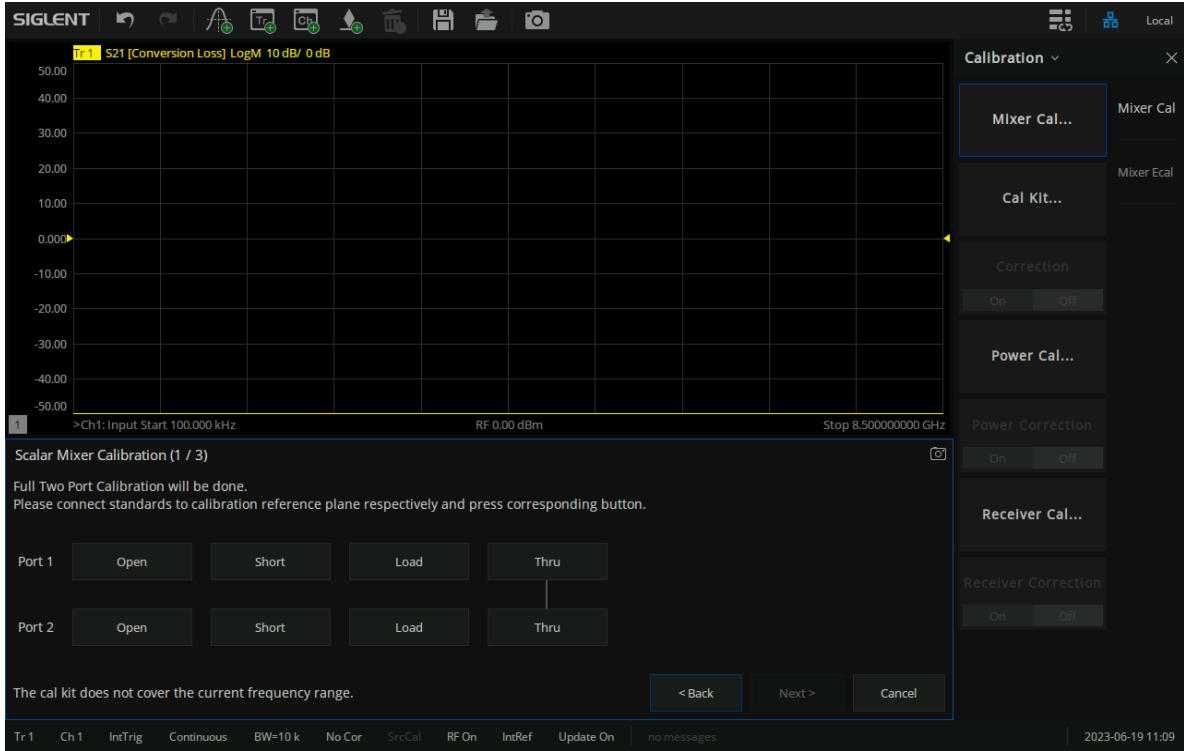 SIGLENT
Tr
Ch
Local
Tr 1 S21 [Conversion Loss] LogM 10 dB/ 0 dB
50.00
40.00
30.00
20.00
10.00
0.000
-10.00
-20.00
-30.00
-40.00
-50.00
1 >Ch1: Input Start 100.000 kHz RF 0.00 dBm Stop 8.500000000 GHz
Calibration
Mixer Cal...
Mixer Cal
Mixer Ecal
Cal Kit...
Correction
On Off
Power Cal...
Power Correction
On Off
Receiver Cal...
Receiver Correction
On Off
Scalar Mixer Calibration (1 / 3)
Full Two Port Calibration will be done.
Please connect standards to calibration reference plane respectively and press corresponding button.
Port 1 Open Short Load Thru
Port 2 Open Short Load Thru
The cal kit does not cover the current frequency range.
< Back Next > Cancel
Tr 1 Ch 1 IntTrig Continuous BW=10 k No Cor SrcCal RF On IntRef Update On no messages 2023-06-19 11:09